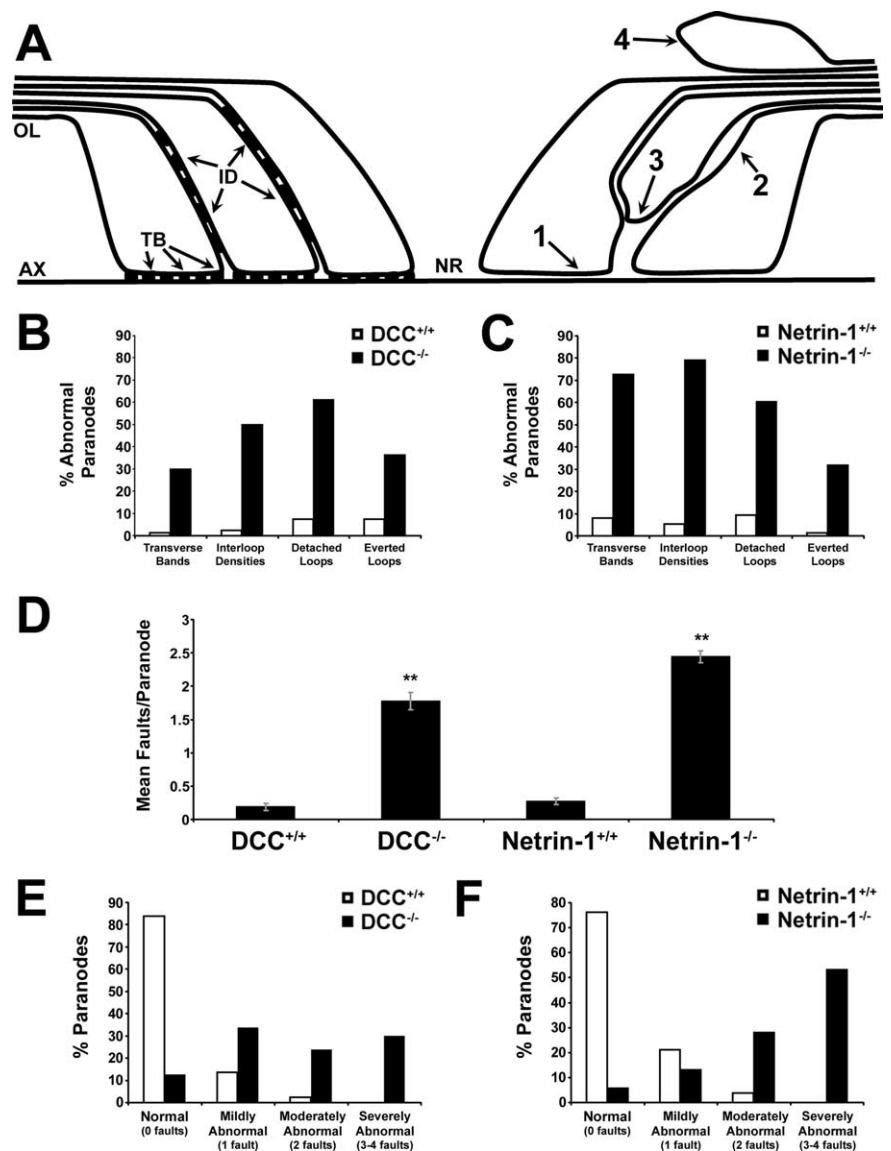 A
4
OL
ID
3
2
TB
1
AX
NR
B
DCC+/+
DCC-/-
% Abnormal
Paranodes
90
80
70
60
50
40
30
20
10
0
Transverse
Bands
Interloop
Densities
Detached
Loops
Everted
Loops
C
Netrin-1+/+
Netrin-1-/-
% Abnormal
Paranodes
90
80
70
60
50
40
30
20
10
0
Transverse
Bands
Interloop
Densities
Detached
Loops
Everted
Loops
D
Mean Faults/Paranode
3
2.5
2
1.5
1
0.5
0
**
**
DCC+/+
DCC-/-
Netrin-1+/+
Netrin-1-/-
E
DCC+/+
DCC-/-
% Paranodes
90
80
70
60
50
40
30
20
10
0
Normal
(0 faults)
Mildly
Abnormal
(1 fault)
Moderately
Abnormal
(2 faults)
Severely
Abnormal
(3-4 faults)
F
Netrin-1+/+
Netrin-1-/-
% Paranodes
80
70
60
50
40
30
20
10
0
Normal
(0 faults)
Mildly
Abnormal
(1 fault)
Moderately
Abnormal
(2 faults)
Severely
Abnormal
(3-4 faults)